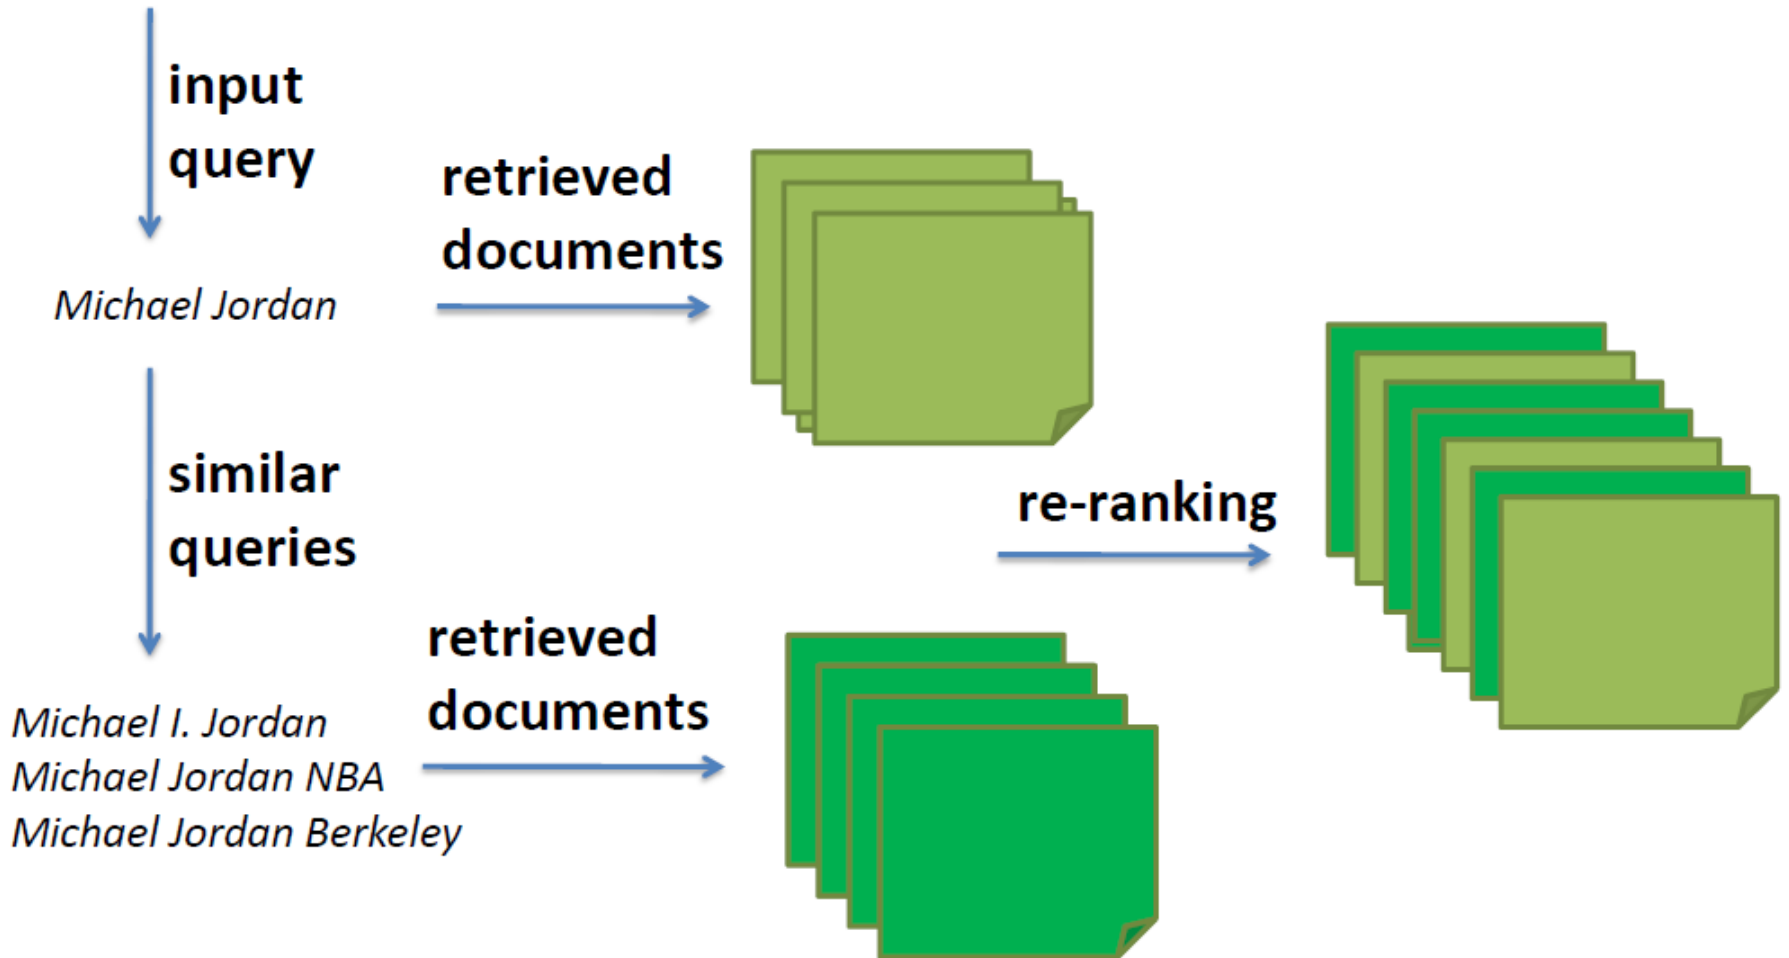 input
query
retrieved
documents
Michael Jordan
similar
queries
re-ranking
retrieved
documents
Michael I. Jordan
Michael Jordan NBA
Michael Jordan Berkeley